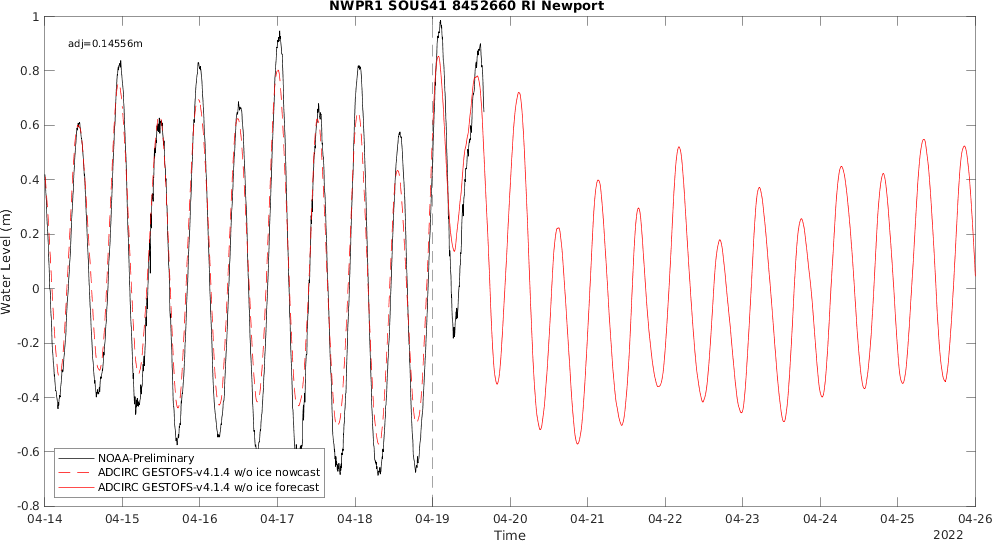 NWPR1 SOUS41 8452660 RI Newport
adj=0.14556m
Water Level (m)
1
0.8
0.6
0.4
0.2
0
-0.2
-0.4
-0.6
-0.8
NOAA-Preliminary
ADCIRC GESTOFS-v4.1.4 w/o ice nowcast
ADCIRC GESTOFS-v4.1.4 w/o ice forecast
04-14 04-15 04-16 04-17 04-18 04-19 04-20 04-21 04-22 04-23 04-24 04-25 04-26
Time
2022